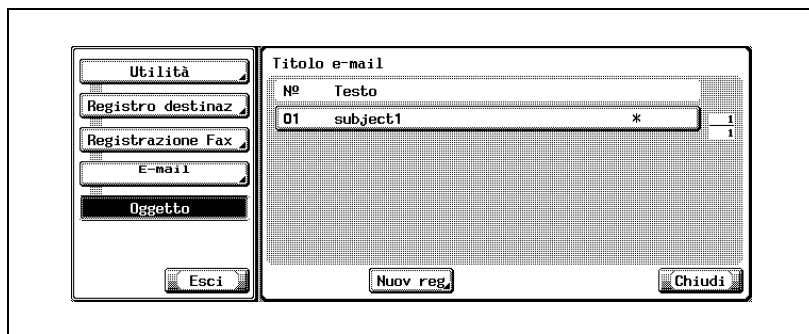 Utilità
Registro destinaz
Registrazione Fax
E-mail
Oggetto
Esci
Titolo e-mail
Nº Testo
01 subject1 *
1
1
Nuov reg
Chiudi